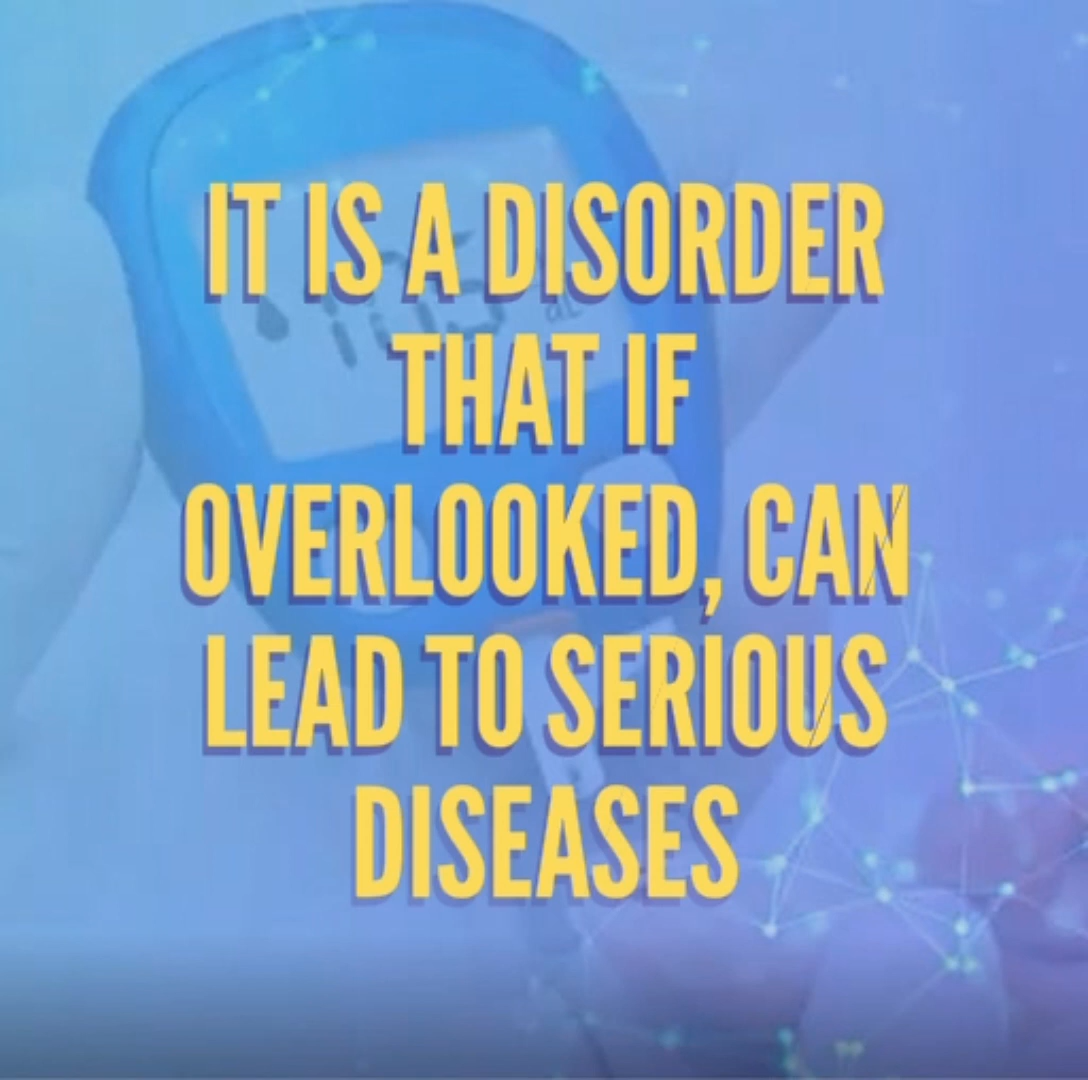 IT IS A DISORDER
THAT IF
OVERLOOKED, CAN
LEAD TO SERIOUS
DISEASES